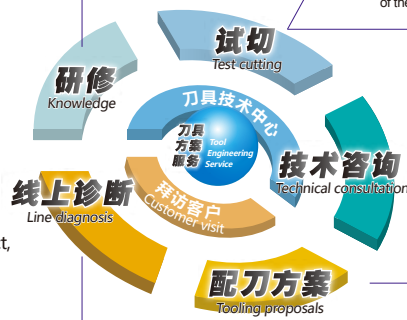 of the
试切
Test cutting
研修
Knowledge
刀具技术中心
刀具
方案
服务
Tool
Engineering
Service
技术咨询
Technical consultation
线上诊断
Line diagnosis
拜访客户
Customer visit
t,
配刀方案
Tooling proposals